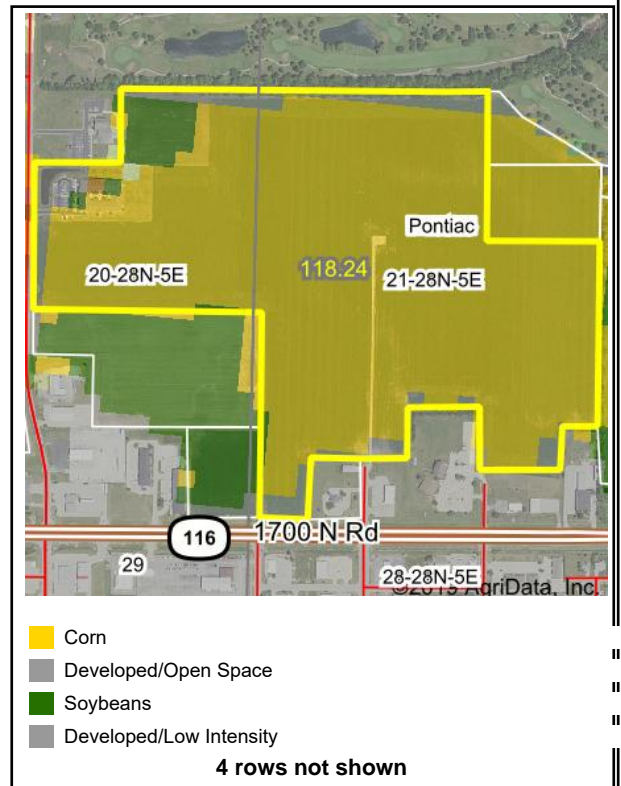 Pontiac
118.24
20-28N-5E
21-28N-5E
116
1700 N Rd
29
28-28N-5E
©2019 AgriData, Inc.
Corn
Developed/Open Space
Soybeans
Developed/Low Intensity
4 rows not shown